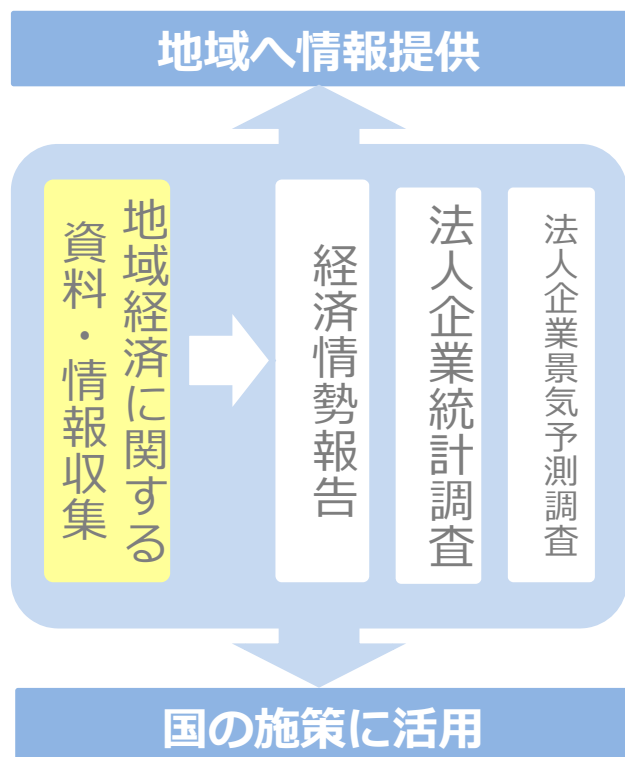 地域へ情報提供
地域経済に関する
資料・情報収集
経済情勢報告
法人企業統計調査
法人企業景気予測調査
国の施策に活用